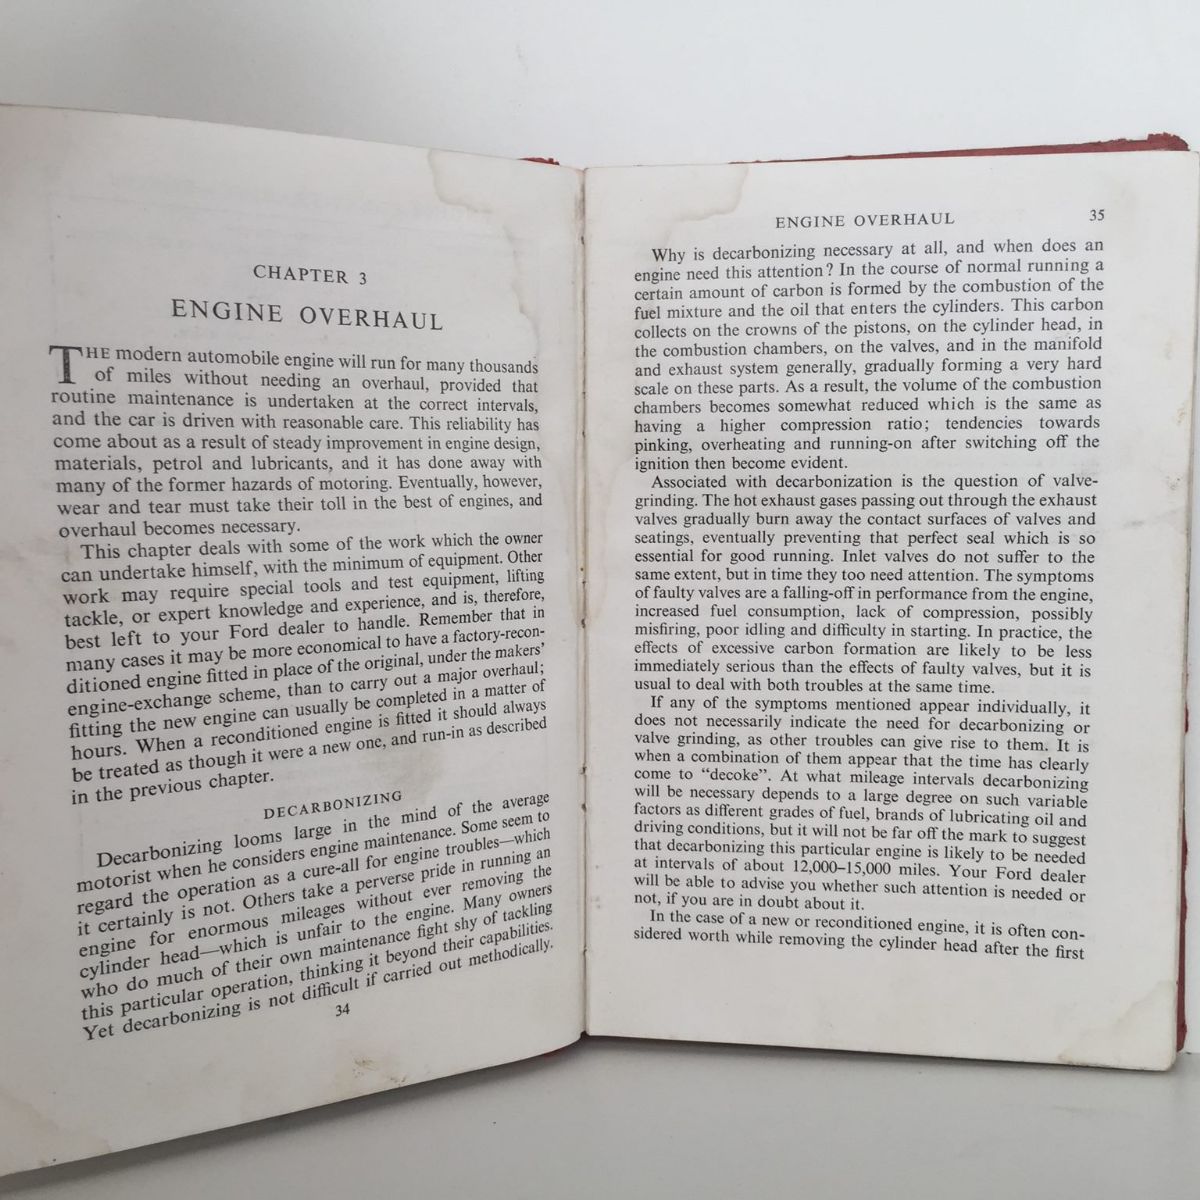 CHAPTER 3
ENGINE OVERHAUL
THE modern automobile engine will run for many thousands
of miles without needing an overhaul, provided that
routine maintenance is undertaken at the correct intervals,
and the car is driven with reasonable care. This reliability has
come about as a result of steady improvement in engine design,
materials, petrol and lubricants, and it has done away with
many of the former hazards of motoring. Eventually, however,
wear and tear must take their toll in the best of engines, and
overhaul becomes necessary.
This chapter deals with some of the work which the owner
can undertake himself, with the minimum of equipment. Other
work may require special tools and test equipment, lifting
tackle, or expert knowledge and experience, and is, therefore,
best left to your Ford dealer to handle. Remember that in
many cases it may be more economical to have a factory-recon-
ditioned engine fitted in place of the original, under the makers'
engine-exchange scheme, than to carry out a major overhaul;
fitting the new engine can usually be completed in a matter of
hours. When a reconditioned engine is fitted it should always
be treated as though it were a new one, and run-in as described
in the previous chapter.
DECARBONIZING
Decarbonizing looms large in the mind of the average
motorist when he considers engine maintenance. Some seem to
regard the operation as a cure-all for engine troubles—which
it certainly is not. Others take a perverse pride in running an
engine for enormous mileages without ever removing the
cylinder head—which is unfair to the engine. Many owners
who do much of their own maintenance fight shy of tackling
this particular operation, thinking it beyond their capabilities.
Yet decarbonizing is not difficult if carried out methodically.
34
ENGINE OVERHAUL 35
Why is decarbonizing necessary at all, and when does an
engine need this attention? In the course of normal running a
certain amount of carbon is formed by the combustion of the
fuel mixture and the oil that enters the cylinders. This carbon
collects on the crowns of the pistons, on the cylinder head, in
the combustion chambers, on the valves, and in the manifold
and exhaust system generally, gradually forming a very hard
scale on these parts. As a result, the volume of the combustion
chambers becomes somewhat reduced which is the same as
having a higher compression ratio; tendencies towards
pinking, overheating and running-on after switching off the
ignition then become evident.
Associated with decarbonization is the question of valve-
grinding. The hot exhaust gases passing out through the exhaust
valves gradually burn away the contact surfaces of valves and
seatings, eventually preventing that perfect seal which is so
essential for good running. Inlet valves do not suffer to the
same extent, but in time they too need attention. The symptoms
of faulty valves are a falling-off in performance from the engine,
increased fuel consumption, lack of compression, possibly
misfiring, poor idling and difficulty in starting. In practice, the
effects of excessive carbon formation are likely to be less
immediately serious than the effects of faulty valves, but it is
usual to deal with both troubles at the same time.
If any of the symptoms mentioned appear individually, it
does not necessarily indicate the need for decarbonizing or
valve grinding, as other troubles can give rise to them. It is
when a combination of them appear that the time has clearly
come to “decoke”. At what mileage intervals decarbonizing
will be necessary depends to a large degree on such variable
factors as different grades of fuel, brands of lubricating oil and
driving conditions, but it will not be far off the mark to suggest
that decarbonizing this particular engine is likely to be needed
at intervals of about 12,000–15,000 miles. Your Ford dealer
will be able to advise you whether such attention is needed or
not, if you are in doubt about it.
In the case of a new or reconditioned engine, it is often con-
sidered worth while removing the cylinder head after the first